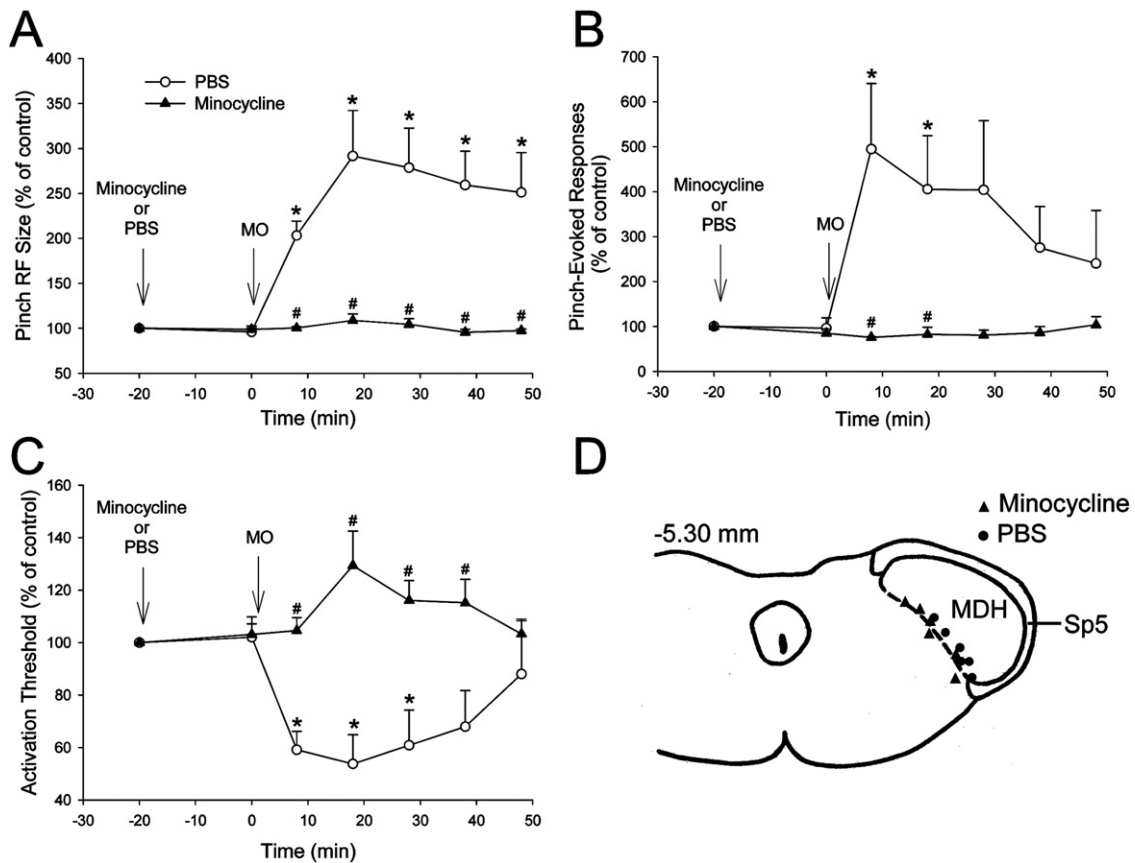 A
Pinch RF Size (% of control)
400
350
300
250
200
150
100
50
PBS
Minocycline
Minocycline
or
PBS
MO
*
*
*
*
*
#
#
#
#
#
-30 -20 -10 0 10 20 30 40 50
Time (min)
B
Pinch-Evoked Responses
(% of control)
700
600
500
400
300
200
100
0
Minocycline
or
PBS
MO
*
*
#
#
-30 -20 -10 0 10 20 30 40 50
Time (min)
C
Activation Threshold (% of control)
160
140
120
100
80
60
40
Minocycline
or
PBS
MO
#
#
#
#
*
*
*
-30 -20 -10 0 10 20 30 40 50
Time (min)
D
Minocycline
PBS
-5.30 mm
MDH
Sp5